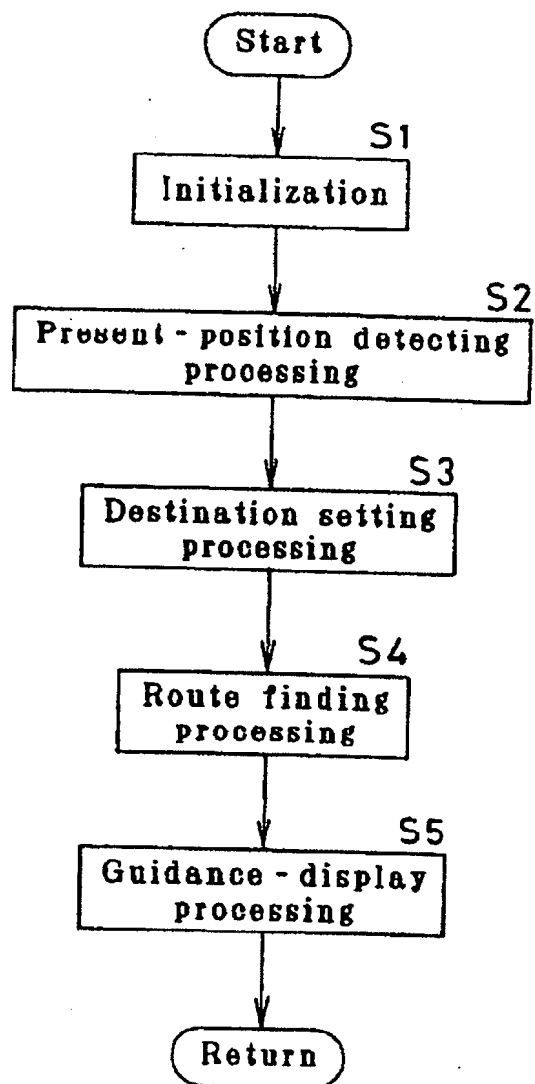 Start
S1
Initialization
S2
Present - position detecting
processing
S3
Destination setting
processing
S4
Route finding
processing
S5
Guidance - display
processing
Return